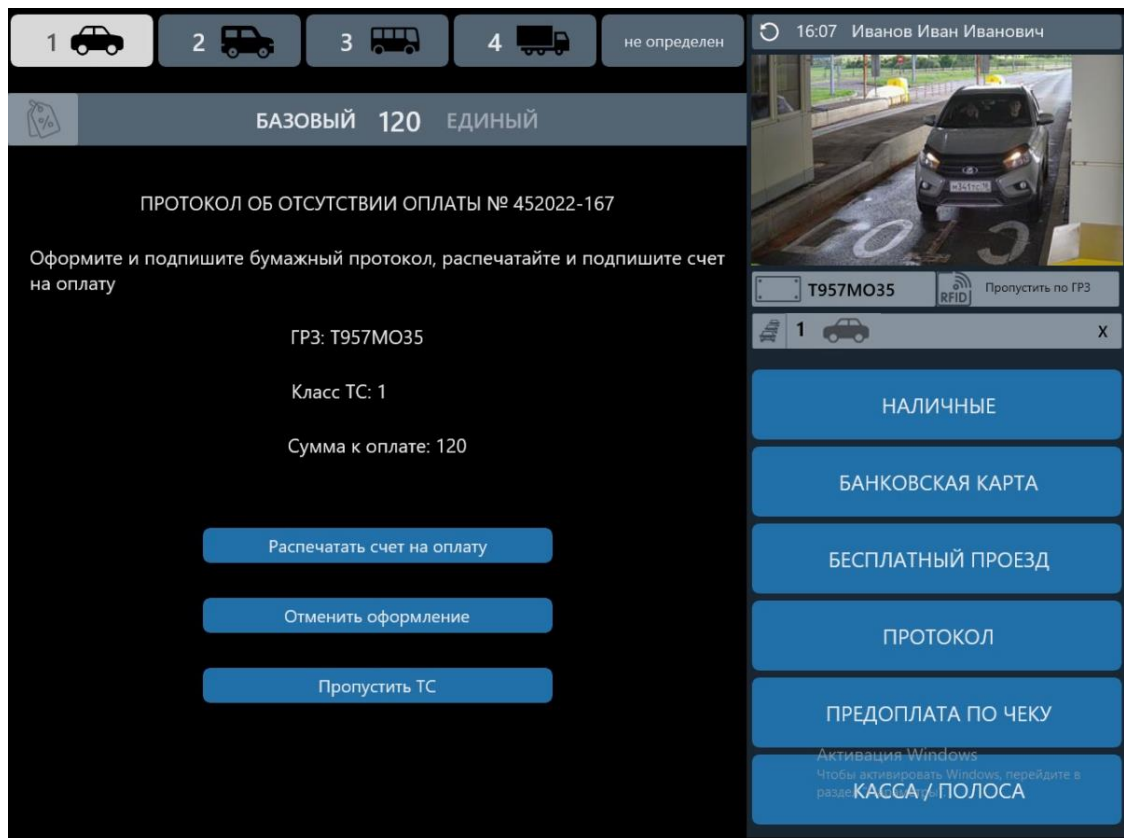 1
2
3
4
не определен
БАЗОВЫЙ 120 ЕДИНЫЙ
ПРОТОКОЛ ОБ ОТСУТСТВИИ ОПЛАТЫ № 452022-167
Оформите и подпишите бумажный протокол, распечатайте и подпишите счет
на оплату
ГРЗ: Т957МО35
Класс ТС: 1
Сумма к оплате: 120
Распечатать счет на оплату
Отменить оформление
Пропустить ТС
16:07 Иванов Иван Иванович
Т957МО35
RFID
Пропустить по ГРЗ
1
X
НАЛИЧНЫЕ
БАНКОВСКАЯ КАРТА
БЕСПЛАТНЫЙ ПРОЕЗД
ПРОТОКОЛ
ПРЕДОПЛАТА ПО ЧЕКУ
Активация Windows
Чтобы активировать Windows, перейдите в
КАССА / ПОЛОСА